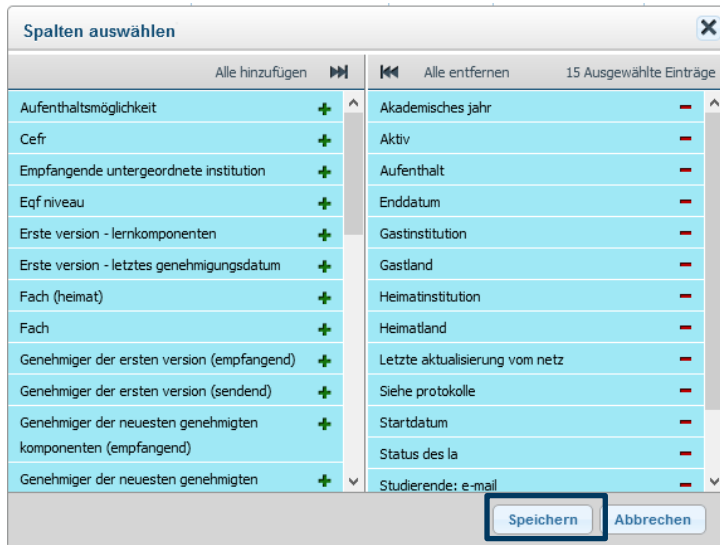 Spalten auswählen
Alle hinzufügen
Alle entfernen 15 Ausgewählte Einträge
Aufenthaltsmöglichkeit
Cefr
Empfangende untergeordnete institution
Eqf niveau
Erste version - lernkomponenten
Erste version - letztes genehmigungsdatum
Fach (heimat)
Fach
Genehmiger der ersten version (empfangend)
Genehmiger der ersten version (sendend)
Genehmiger der neuesten genehmigten
komponenten (empfangend)
Genehmiger der neuesten genehmigten
Akademisches jahr
Aktiv
Aufenthalt
Enddatum
Gastinstitution
Gastland
Heimatinstitution
Heimatland
Letzte aktualisierung vom netz
Siehe protokolle
Startdatum
Status des la
Studierende: e-mail
Speichern Abbrechen